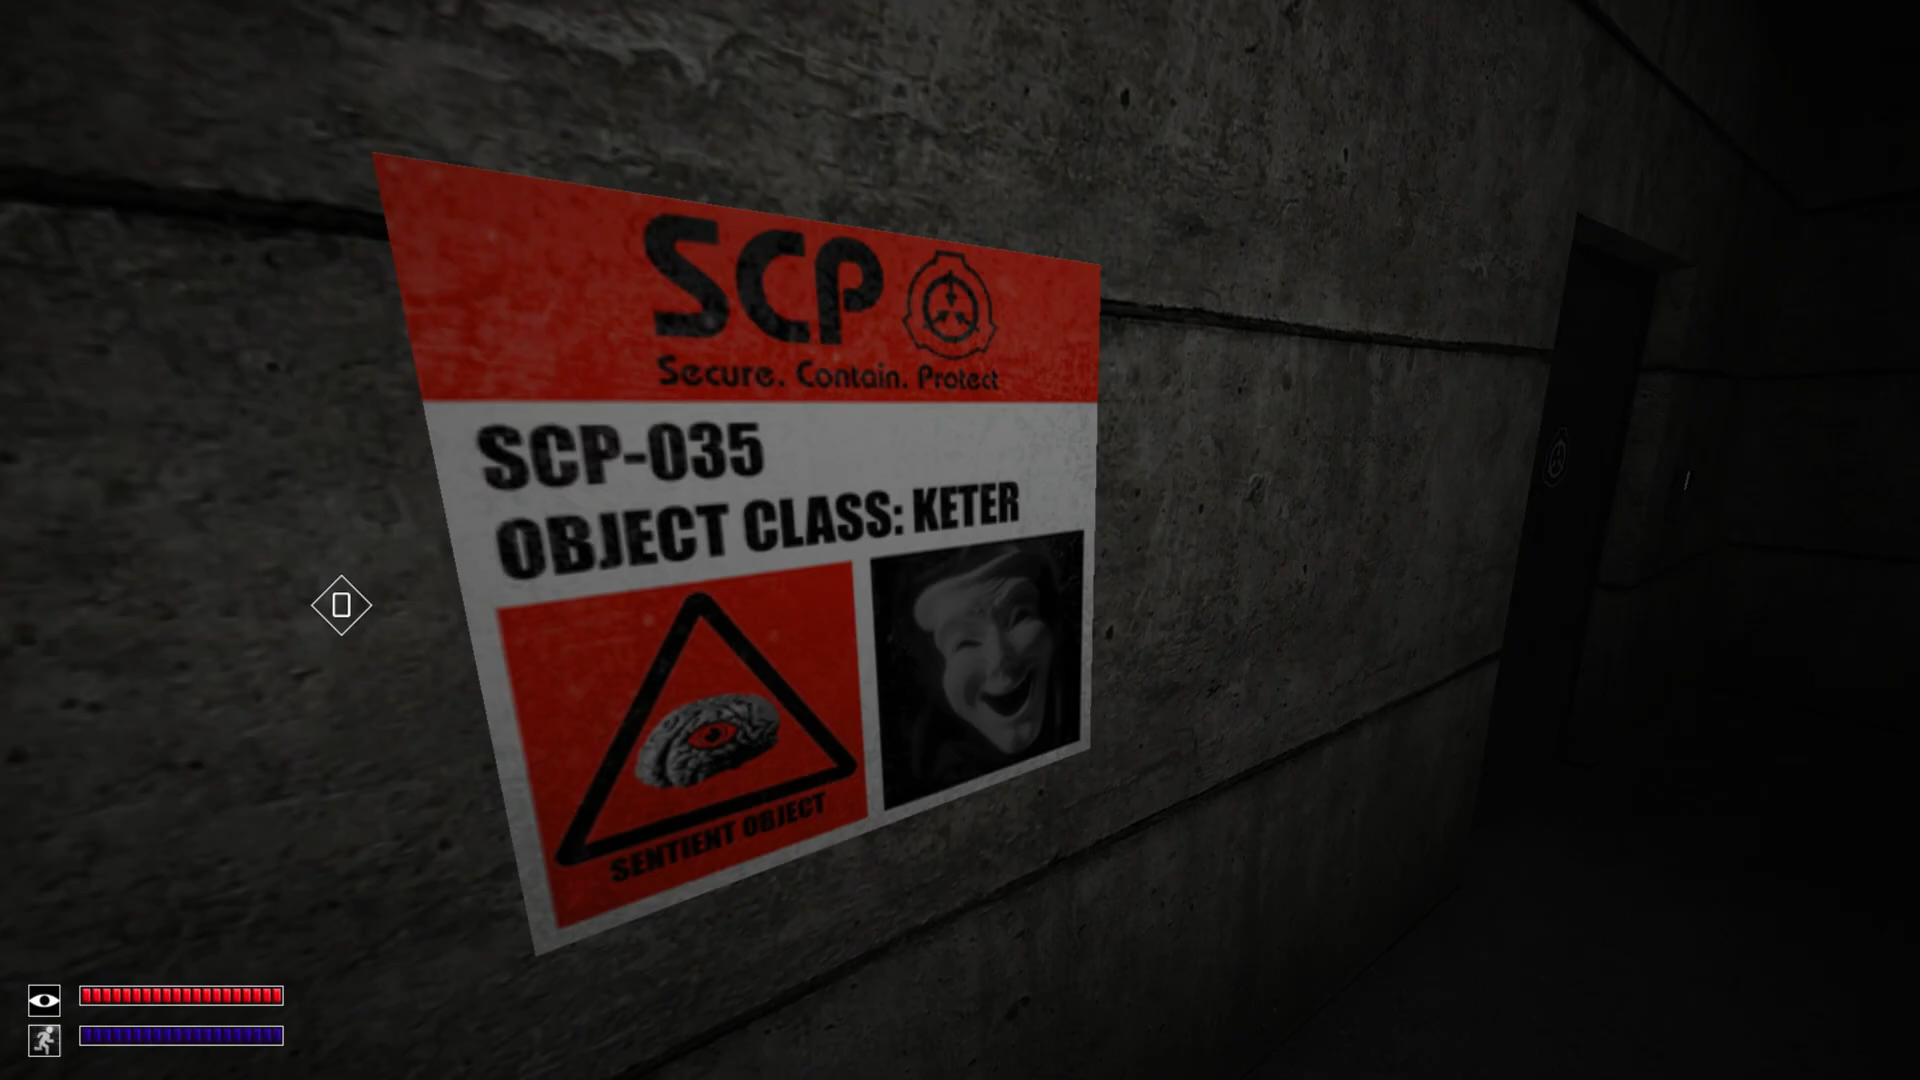 SCP
Secure. Contain. Protect
SCP-035
OBJECT CLASS: KETER
SENTIENT OBJECT